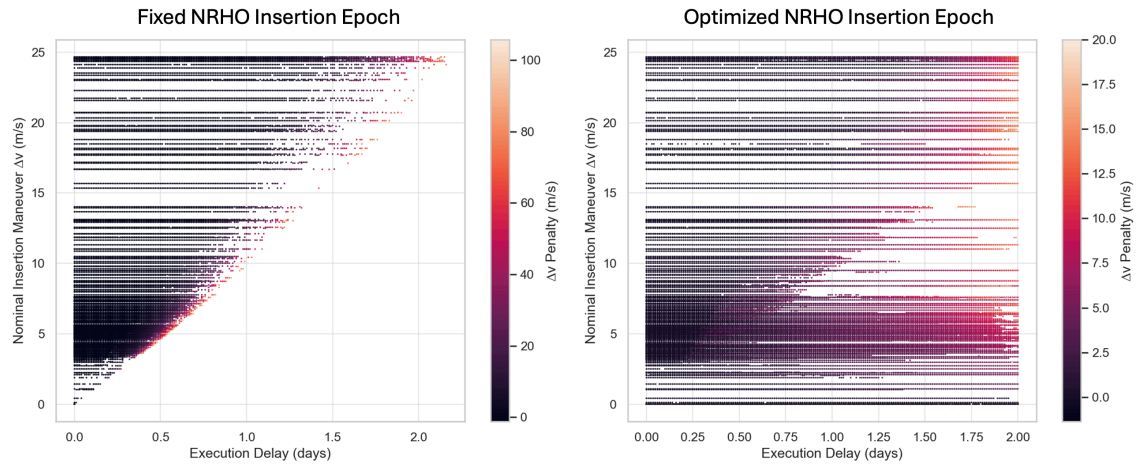 Fixed NRHO Insertion Epoch
25
20
15
10
5
0
Nominal Insertion Maneuver Δv (m/s)
0.0 0.5 1.0 1.5 2.0
Execution Delay (days)
100
80
60
40
20
0
Δv Penalty (m/s)
Optimized NRHO Insertion Epoch
25
20
15
10
5
0
Nominal Insertion Maneuver Δv (m/s)
0.00 0.25 0.50 0.75 1.00 1.25 1.50 1.75 2.00
Execution Delay (days)
20.0
17.5
15.0
12.5
10.0
7.5
5.0
2.5
0.0
Δv Penalty (m/s)